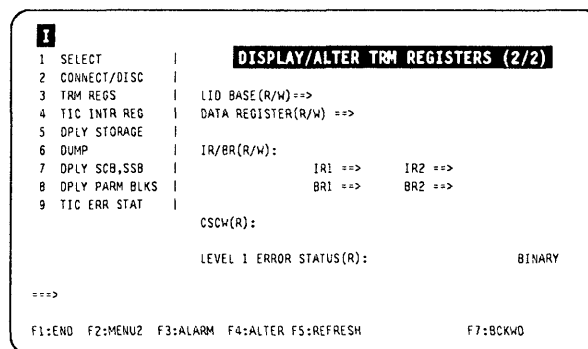 I
1 SELECT | DISPLAY/ALTER TRM REGISTERS (2/2)
2 CONNECT/DISC |
3 TRM REGS | LID BASE(R/W)==>
4 TIC INTR REG | DATA REGISTER(R/W) ==>
5 DPLY STORAGE |
6 DUMP | IR/BR(R/W):
7 DPLY SCB,SSB | IR1 ==> IR2 ==>
8 DPLY PARM BLKS | BR1 ==> BR2 ==>
9 TIC ERR STAT |
CSCW(R):
LEVEL 1 ERROR STATUS(R): BINARY
===>
F1:END F2:MENU2 F3:ALARM F4:ALTER F5:REFRESH F7:BCKWD